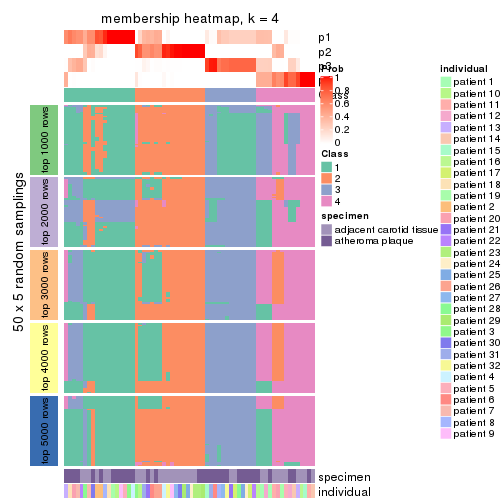 membership heatmap, k = 4
p1
p2
p3
Prob
1
0.8
0.6
0.4
0.2
0
Class
1
2
3
4
specimen
adjacent carotid tissue
atheroma plaque
individual
patient 1
patient 10
patient 11
patient 12
patient 13
patient 14
patient 15
patient 16
patient 17
patient 18
patient 19
patient 2
patient 20
patient 21
patient 22
patient 23
patient 24
patient 25
patient 26
patient 27
patient 28
patient 29
patient 3
patient 30
patient 31
patient 32
patient 4
patient 5
patient 6
patient 7
patient 8
patient 9
50 x 5 random samplings
top 1000 rows
top 2000 rows
top 3000 rows
top 4000 rows
top 5000 rows
specimen
individual